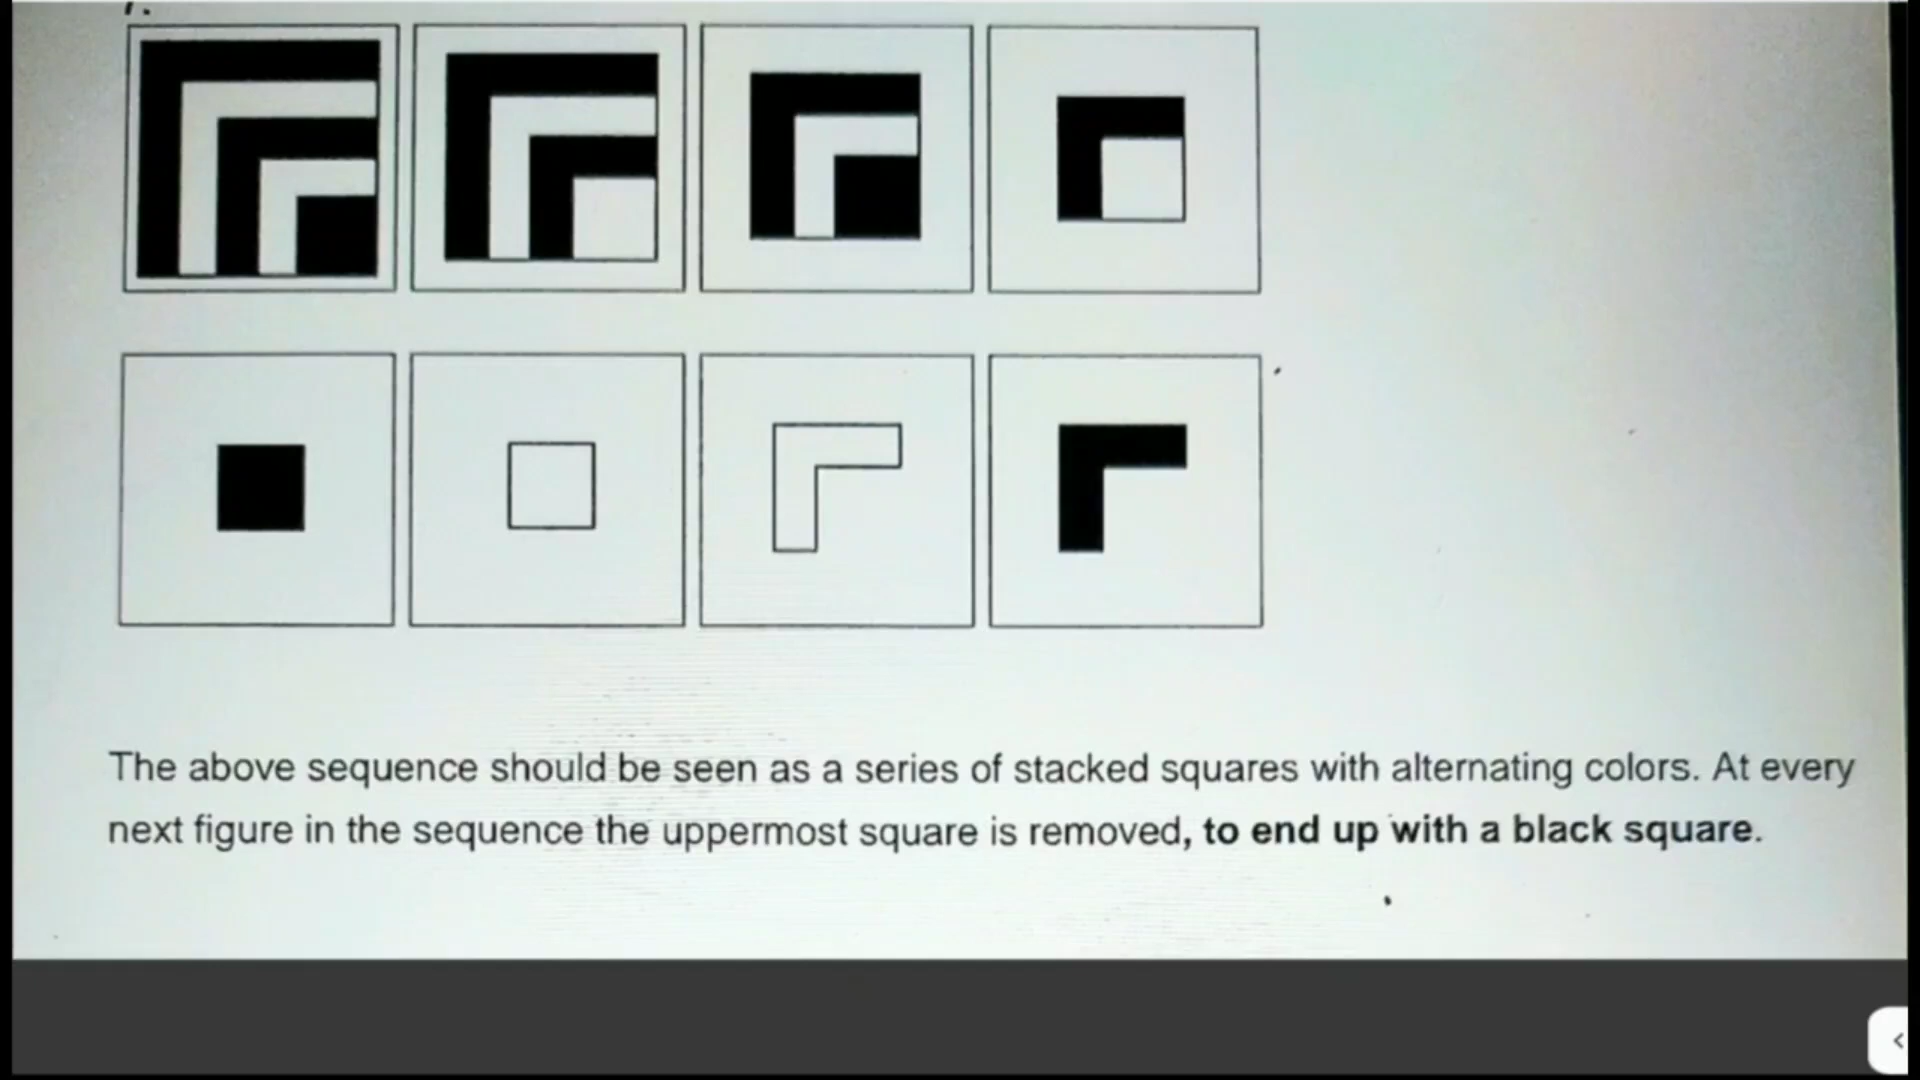 The above sequence should be seen as a series of stacked squares with alternating colors. At every
next figure in the sequence the uppermost square is removed, to end up with a black square.